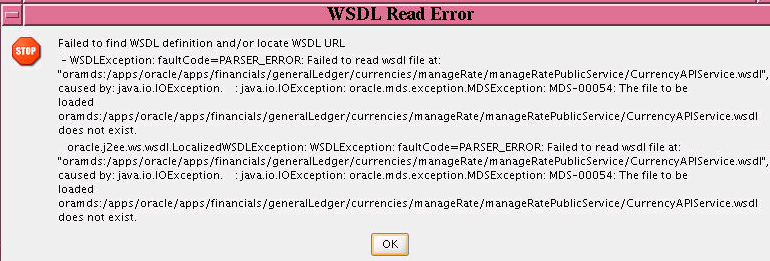 WSDL Read Error
STOP
Failed to find WSDL definition and/or locate WSDL URL
- WSDLException: faultCode=PARSER_ERROR: Failed to read wsdl file at:
"oramds:/apps/oracle/apps/financials/generalLedger/currencies/manageRate/manageRatePublicService/CurrencyAPIService.wsdl",
caused by: java.io.IOException.    : java.io.IOException: oracle.mds.exception.MDSException: MDS-00054: The file to be
loaded
oramds:/apps/oracle/apps/financials/generalLedger/currencies/manageRate/manageRatePublicService/CurrencyAPIService.wsdl
does not exist.
oracle.j2ee.ws.wsdl.LocalizedWSDLException: WSDLException: faultCode=PARSER_ERROR: Failed to read wsdl file at:
"oramds:/apps/oracle/apps/financials/generalLedger/currencies/manageRate/manageRatePublicService/CurrencyAPIService.wsdl",
caused by: java.io.IOException.    : java.io.IOException: oracle.mds.exception.MDSException: MDS-00054: The file to be
loaded
oramds:/apps/oracle/apps/financials/generalLedger/currencies/manageRate/manageRatePublicService/CurrencyAPIService.wsdl
does not exist.
OK